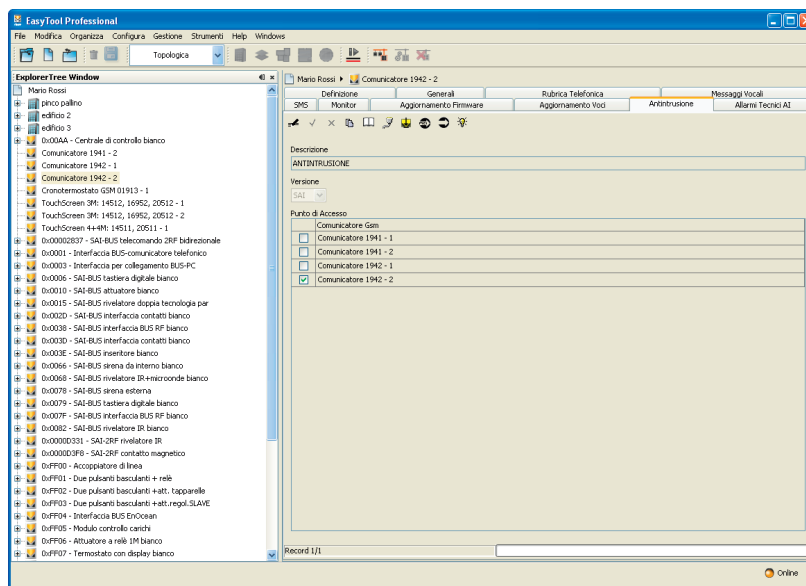 EasyTool Professional
File Modifica Organizza Configura Gestione Strumenti Help Windows
Topologica
ExplorerTree Window
Mario Rossi
pinco pallino
edificio 2
edificio 3
0x00AA - Centrale di controllo bianco
Comunicatore 1941 - 2
Comunicatore 1942 - 1
Comunicatore 1942 - 2
Cronotermostato GSM 01913 - 1
TouchScreen 3M: 14512, 16952, 20512 - 1
TouchScreen 3M: 14512, 16952, 20512 - 2
TouchScreen 4+4M: 14511, 20511 - 1
0x00002837 - SAI-BUS telecomando 2RF bidirezionale
0x0001 - Interfaccia BUS-comunicatore telefonico
0x0003 - Interfaccia per collegamento BUS-PC
0x0006 - SAI-BUS tastiera digitale bianco
0x0010 - SAI-BUS attuatore bianco
0x0015 - SAI-BUS rivelatore doppia tecnologia par
0x002D - SAI-BUS interfaccia contatti bianco
0x0038 - SAI-BUS interfaccia BUS RF bianco
0x003D - SAI-BUS interfaccia contatti bianco
0x003E - SAI-BUS inseritore bianco
0x0066 - SAI-BUS sirena da interno bianco
0x0068 - SAI-BUS rivelatore IR+microonde bianco
0x0078 - SAI-BUS sirena esterna
0x0079 - SAI-BUS tastiera digitale bianco
0x007F - SAI-BUS interfaccia BUS RF bianco
0x0082 - SAI-BUS rivelatore IR bianco
0x0000D331 - SAI-2RF rivelatore IR
0x0000D3F8 - SAI-2RF contatto magnetico
0xFF00 - Accoppiatore di linea
0xFF01 - Due pulsanti basculanti + relè
0xFF02 - Due pulsanti basculanti +att. tapparelle
0xFF03 - Due pulsanti basculanti +att.regol.SLAVE
0xFF04 - Interfaccia BUS EnOcean
0xFF05 - Modulo controllo carichi
0xFF06 - Attuatore a relè 1M bianco
0xFF07 - Termostato con display bianco
Mario Rossi Comunicatore 1942 - 2
Definizione Generali Rubrica Telefonica Messaggi Vocali
SMS Monitor Aggiornamento Firmware Aggiornamento Voci Antintrusione Allarmi Tecnici AI
Descrizione
ANTINTRUSIONE
Versione
SAI
Punto di Accesso
Comunicatore Gsm
Comunicatore 1941 - 1
Comunicatore 1941 - 2
Comunicatore 1942 - 1
Comunicatore 1942 - 2
Record 1/1
Online